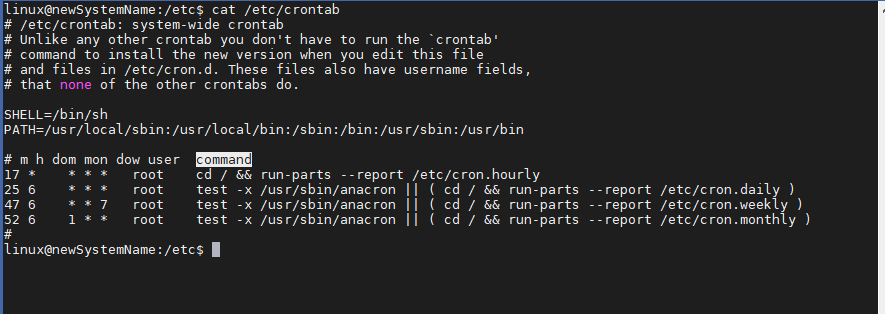 linux@newSystemName:/etc$ cat /etc/crontab
# /etc/crontab: system-wide crontab
# Unlike any other crontab you don't have to run the `crontab'
# command to install the new version when you edit this file
# and files in /etc/cron.d. These files also have username fields,
# that none of the other crontabs do.

SHELL=/bin/sh
PATH=/usr/local/sbin:/usr/local/bin:/sbin:/bin:/usr/sbin:/usr/bin

# m h dom mon dow user  command
17 *    * * *   root    cd / && run-parts --report /etc/cron.hourly
25 6    * * *   root    test -x /usr/sbin/anacron || ( cd / && run-parts --report /etc/cron.daily )
47 6    * * 7   root    test -x /usr/sbin/anacron || ( cd / && run-parts --report /etc/cron.weekly )
52 6    1 * *   root    test -x /usr/sbin/anacron || ( cd / && run-parts --report /etc/cron.monthly )
#
linux@newSystemName:/etc$